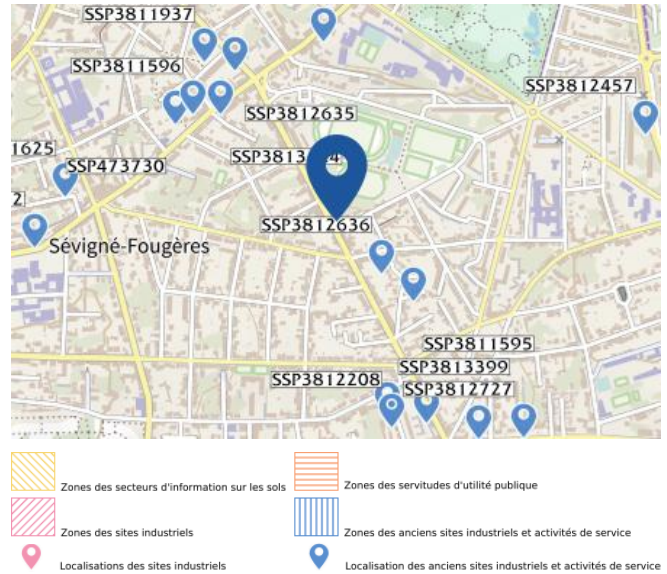 SSP3811937
SSP3811596
SSP3812457
SSP3812635
1625
SSP473730
2
SSP3812636
Sévigné-Fougères
SSP3811595
SSP3813399
SSP3812208
SSP3812727
Zones des secteurs d'information sur les sols
Zones des servitudes d'utilité publique
Zones des sites industriels
Zones des anciens sites industriels et activités de service
Localisations des sites industriels
Localisation des anciens sites industriels et activités de service